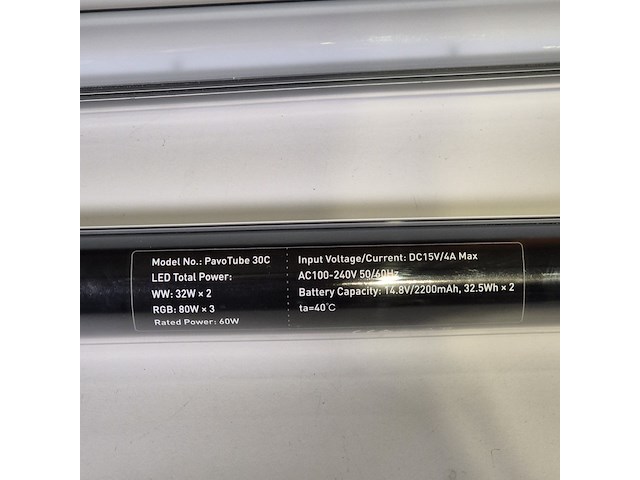 Model No.: PavoTube 30C
LED Total Power:
WW: 32W × 2
RGB: 80W × 3
Rated Power: 60W
Input Voltage/Current: DC15V/4A Max
AC100-240V 50/60Hz
Battery Capacity: 14.8V/2200mAh, 32.5Wh × 2
ta=40°C